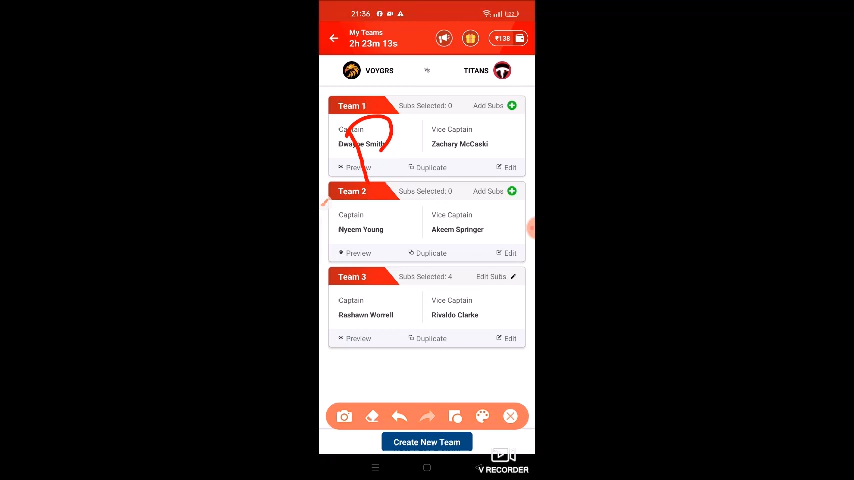 21:36
My Teams
2h 23m 13s
₹138
VOYGRS
Vs
TITANS
Team 1
Subs Selected: 0
Add Subs
Captain
Vice Captain
Dwayne Smith
Zachary McCaski
Preview
Duplicate
Edit
Team 2
Subs Selected: 0
Add Subs
Captain
Vice Captain
Nyeem Young
Akeem Springer
Preview
Duplicate
Edit
Team 3
Subs Selected: 4
Edit Subs
Captain
Vice Captain
Rashawn Worrell
Rivaldo Clarke
Preview
Duplicate
Edit
Create New Team
V RECORDER